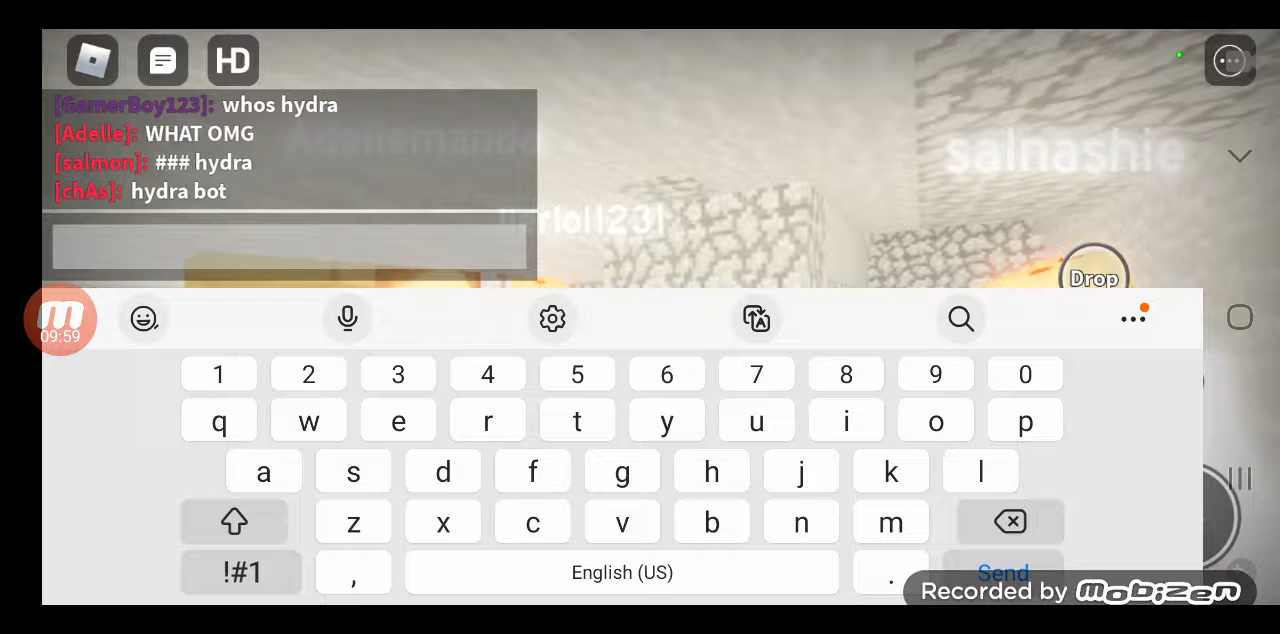 HD
[GamerBoy123]: whos hydra
[Adelle]: WHAT OMG
[salmon]: ### hydra
[chAs]: hydra bot
salnashie
Drop
09:59
1 2 3 4 5 6 7 8 9 0
q w e r t y u i o p
a s d f g h j k l
z x c v b n m
!#1 , English (US) . Send
Recorded by mobizen